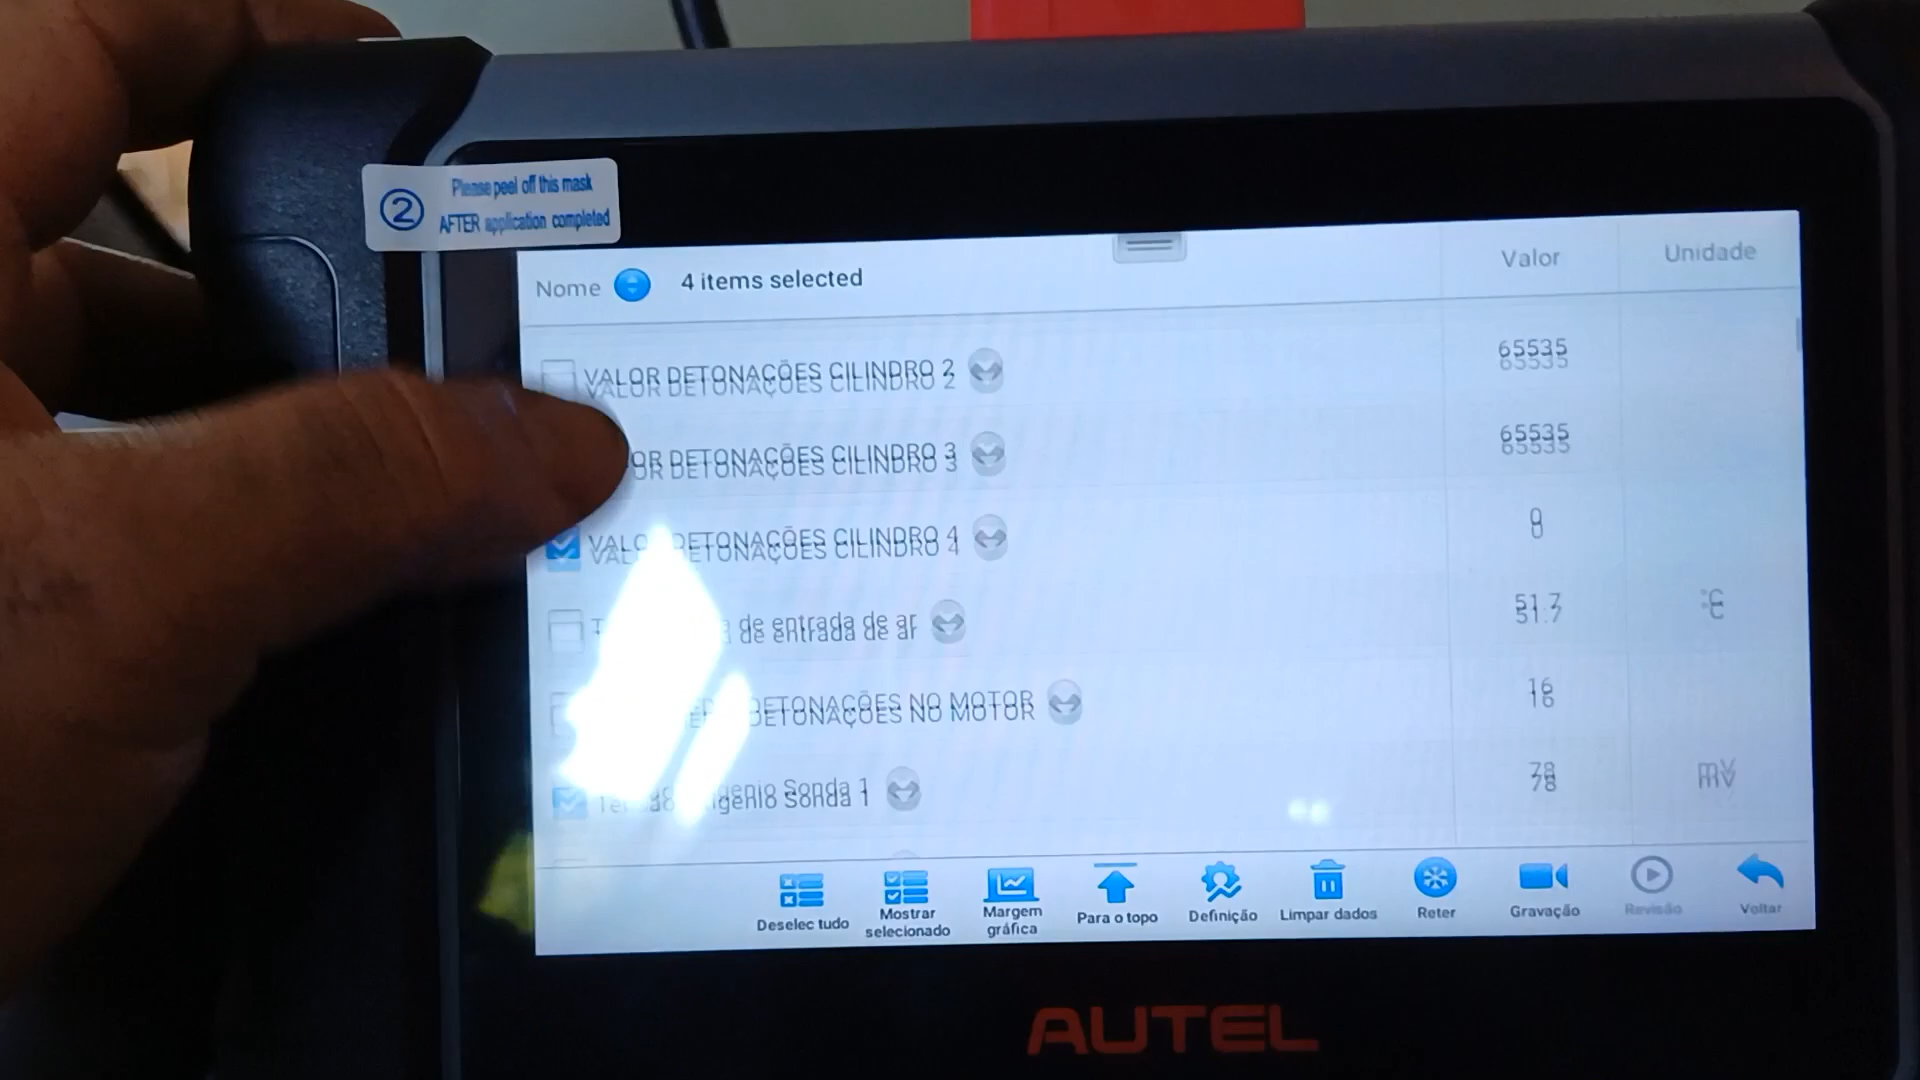 2
Please peel off this mask
AFTER application completed
Nome 4 items selected Valor Unidade
VALOR DETONAÇÕES CILINDRO 2 65535
OR DETONAÇÕES CILINDRO 3 65535
VALO DETONAÇÕES CILINDRO 4 0
de entrada de ar 51.7 °C
DETONAÇÕES NO MOTOR 16
Sonda 1 78 mV
Deselec tudo
Mostrar selecionado
Margem gráfica
Para o topo
Definição
Limpar dados
Reter
Gravação
Revisão
Voltar
AUTEL